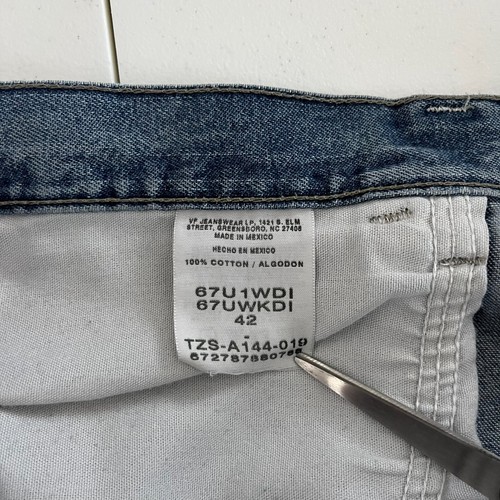 VF JEANSWEAR LP. 1421 S. ELM
STREET, GREENSBORO, NC 27406
MADE IN MEXICO
HECHO EN MEXICO
100% COTTON / ALGODON
67U1WDI
67UWKDI
42
-
TZS-A144-019